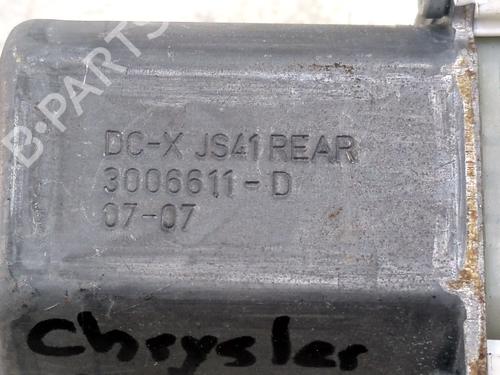 B-PARTS
DC-X JS41 REAR
3006611-D
07-07
Chrysler